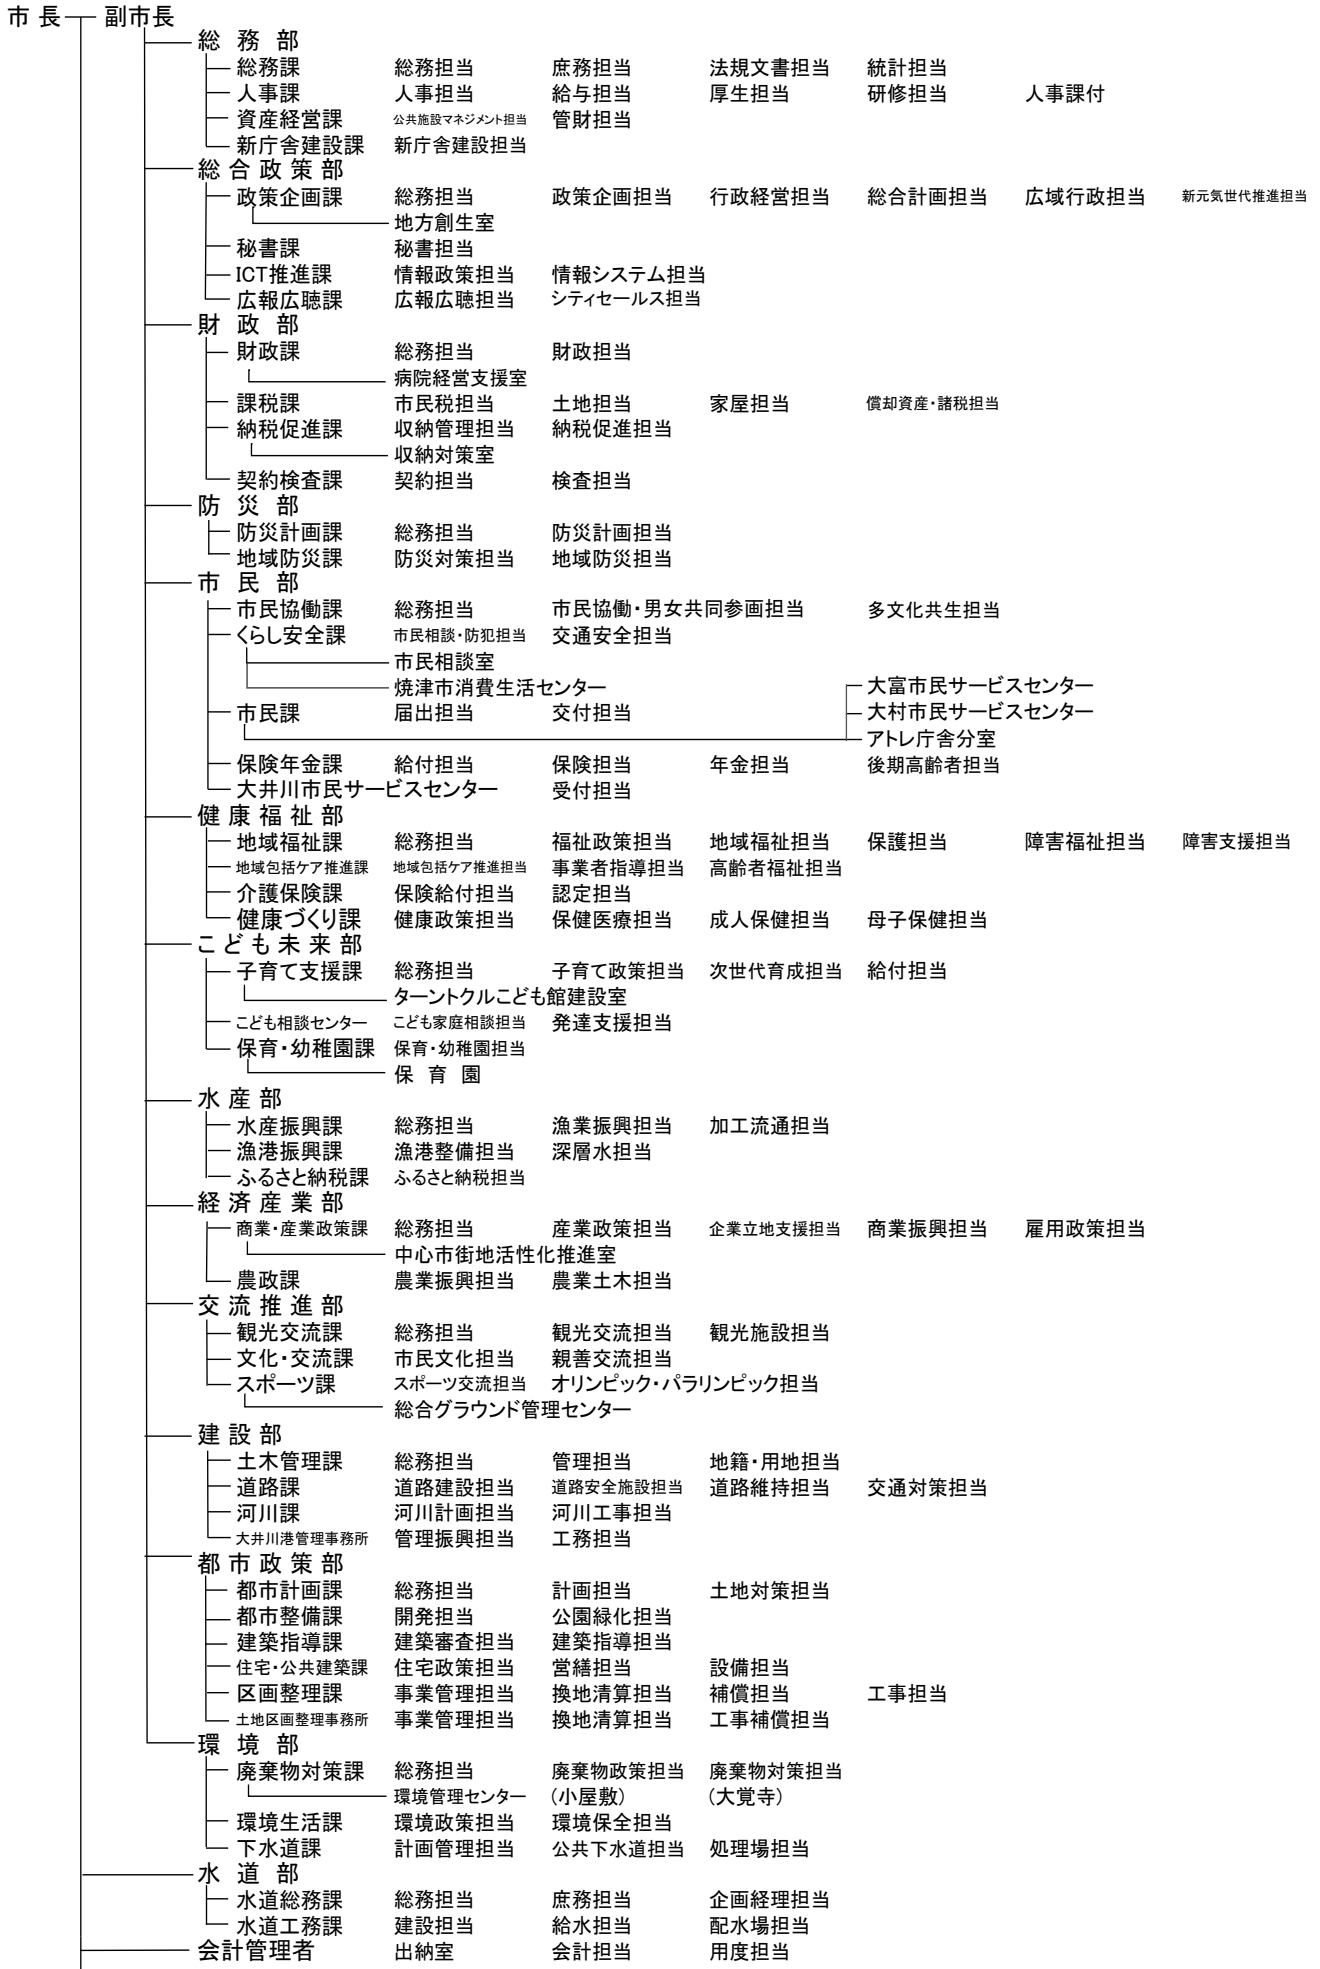 市長 副市長
総務部
総務課 総務担当 庶務担当 法規文書担当 統計担当
人事課 人事担当 給与担当 厚生担当 研修担当 人事課付
資産経営課 公共施設マネジメント担当 管財担当
新庁舎建設課 新庁舎建設担当
総合政策部
政策企画課 総務担当 政策企画担当 行政経営担当 総合計画担当 広域行政担当 新元気世代推進担当
地方創生室
秘書課 秘書担当
ICT推進課 情報政策担当 情報システム担当
広報広聴課 広報広聴担当 シティセールス担当
財政部
財政課 総務担当 財政担当
病院経営支援室
課税課 市民税担当 土地担当 家屋担当 償却資産・諸税担当
納税促進課 収納管理担当 納税促進担当
収納対策室
契約検査課 契約担当 検査担当
防災部
防災計画課 総務担当 防災計画担当
地域防災課 防災対策担当 地域防災担当
市民部
市民協働課 総務担当 市民協働・男女共同参画担当 多文化共生担当
くらし安全課 市民相談・防犯担当 交通安全担当
市民相談室
焼津市消費生活センター
大富市民サービスセンター
市民課 届出担当 交付担当 大村市民サービスセンター
アトレ庁舎分室
保険年金課 給付担当 保険担当 年金担当 後期高齢者担当
大井川市民サービスセンター 受付担当
健康福祉部
地域福祉課 総務担当 福祉政策担当 地域福祉担当 保護担当 障害福祉担当 障害支援担当
地域包括ケア推進課 地域包括ケア推進担当 事業者指導担当 高齢者福祉担当
介護保険課 保険給付担当 認定担当
健康づくり課 健康政策担当 保健医療担当 成人保健担当 母子保健担当
こども未来部
子育て支援課 総務担当 子育て政策担当 次世代育成担当 給付担当
ターントクルこども館建設室
こども相談センター こども家庭相談担当 発達支援担当
保育・幼稚園課 保育・幼稚園担当
保育園
水産部
水産振興課 総務担当 漁業振興担当 加工流通担当
漁港振興課 漁港整備担当 深層水担当
ふるさと納税課 ふるさと納税担当
経済産業部
商業・産業政策課 総務担当 産業政策担当 企業立地支援担当 商業振興担当 雇用政策担当
中心市街地活性化推進室
農政課 農業振興担当 農業土木担当
交流推進部
観光交流課 総務担当 観光交流担当 観光施設担当
文化・交流課 市民文化担当 親善交流担当
スポーツ課 スポーツ交流担当 オリンピック・パラリンピック担当
総合グラウンド管理センター
建設部
土木管理課 総務担当 管理担当 地籍・用地担当
道路課 道路建設担当 道路安全施設担当 道路維持担当 交通対策担当
河川課 河川計画担当 河川工事担当
大井川港管理事務所 管理振興担当 工務担当
都市政策部
都市計画課 総務担当 計画担当 土地対策担当
都市整備課 開発担当 公園緑化担当
建築指導課 建築審査担当 建築指導担当
住宅・公共建築課 住宅政策担当 営繕担当 設備担当
区画整理課 事業管理担当 換地清算担当 補償担当 工事担当
土地区画整理事務所 事業管理担当 換地清算担当 工事補償担当
環境部
廃棄物対策課 総務担当 廃棄物政策担当 廃棄物対策担当
環境管理センター (小屋敷) (大覚寺)
環境生活課 環境政策担当 環境保全担当
下水道課 計画管理担当 公共下水道担当 処理場担当
水道部
水道総務課 総務担当 庶務担当 企画経理担当
水道工務課 建設担当 給水担当 配水場担当
会計管理者 出納室 会計担当 用度担当